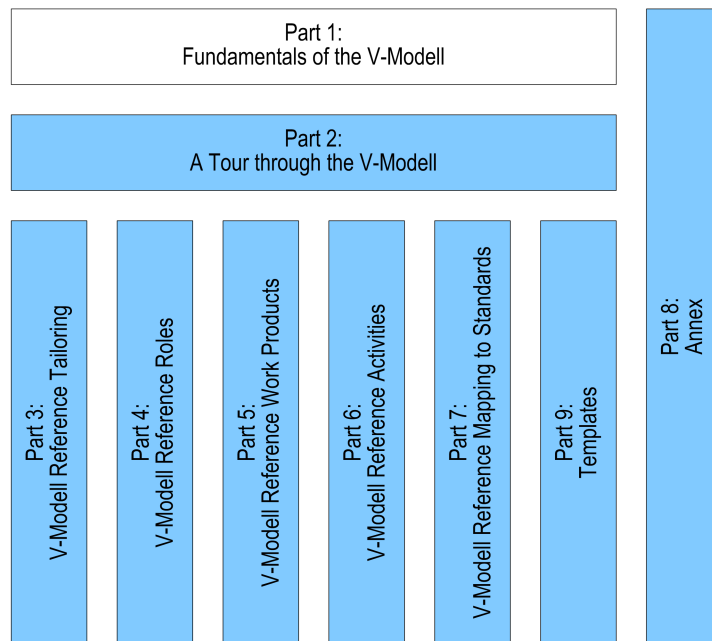 Part 1:
Fundamentals of the V-Modell
Part 2:
A Tour through the V-Modell
Part 3:
V-Modell Reference Tailoring
Part 4:
V-Modell Reference Roles
Part 5:
V-Modell Reference Work Products
Part 6:
V-Modell Reference Activities
Part 7:
V-Modell Reference Mapping to Standards
Part 9:
Templates
Part 8:
Annex